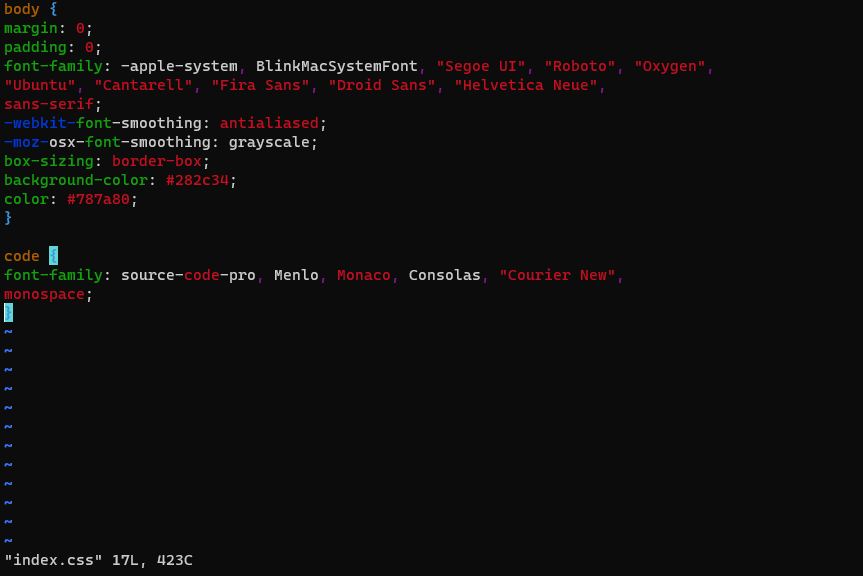 body {
margin: 0;
padding: 0;
font-family: -apple-system, BlinkMacSystemFont, "Segoe UI", "Roboto", "Oxygen",
"Ubuntu", "Cantarell", "Fira Sans", "Droid Sans", "Helvetica Neue",
sans-serif;
-webkit-font-smoothing: antialiased;
-moz-osx-font-smoothing: grayscale;
box-sizing: border-box;
background-color: #282c34;
color: #787a80;
}

code {
font-family: source-code-pro, Menlo, Monaco, Consolas, "Courier New",
monospace;
}
~
~
~
~
~
~
~
~
~
~
~
~
"index.css" 17L, 423C